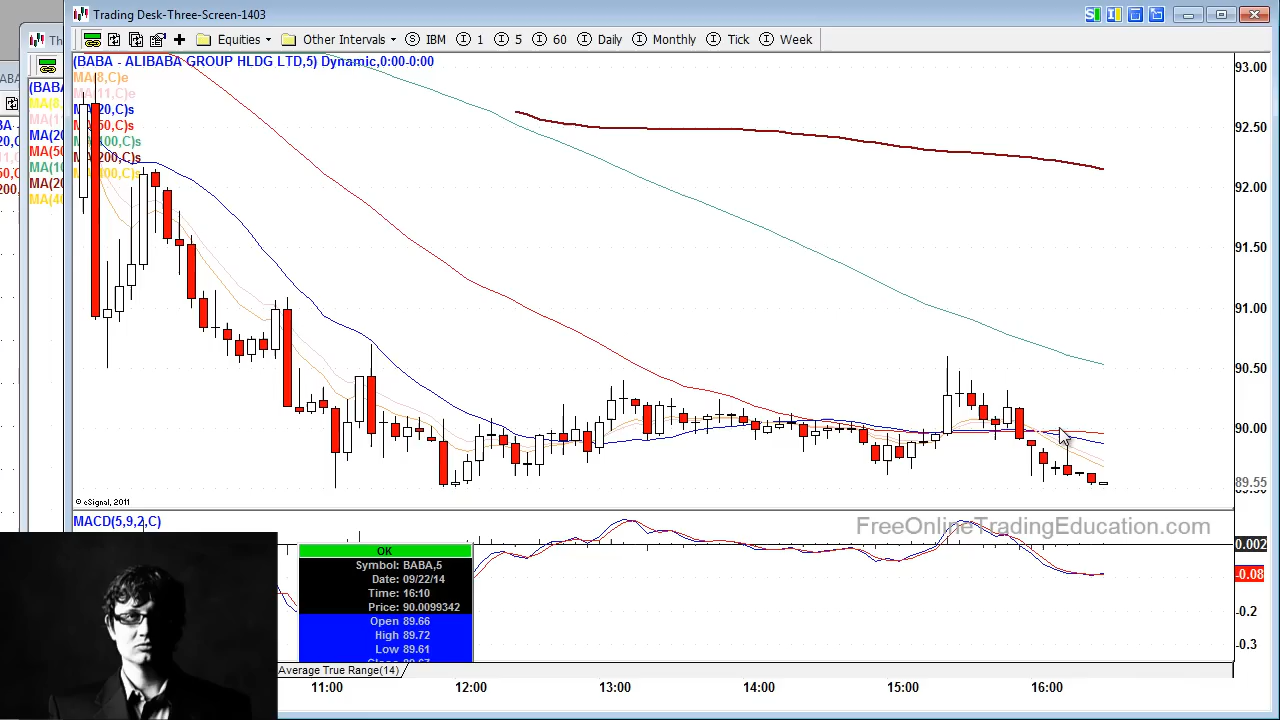 Trading Desk-Three-Screen-1403
Equities
Other Intervals
IBM
1
5
60
Daily
Monthly
Tick
Week
(BABA - ALIBABA GROUP HLDG LTD,5) Dynamic,0:00-0:00
MA(8,C)e
MA(11,C)e
MA(20,C)s
MA(50,C)s
MA(100,C)s
MA(200,C)s
93.00
92.50
92.00
91.50
91.00
90.50
90.00
89.55
© eSignal, 2011
MACD(5,9,2,C)
FreeOnlineTradingEducation.com
0.002
-0.08
-0.2
-0.3
OK
Symbol: BABA,5
Date: 09/22/14
Time: 16:10
Price: 90.0099342
Open 89.66
High 89.72
Low 89.61
Average True Range(14)
11:00
12:00
13:00
14:00
15:00
16:00